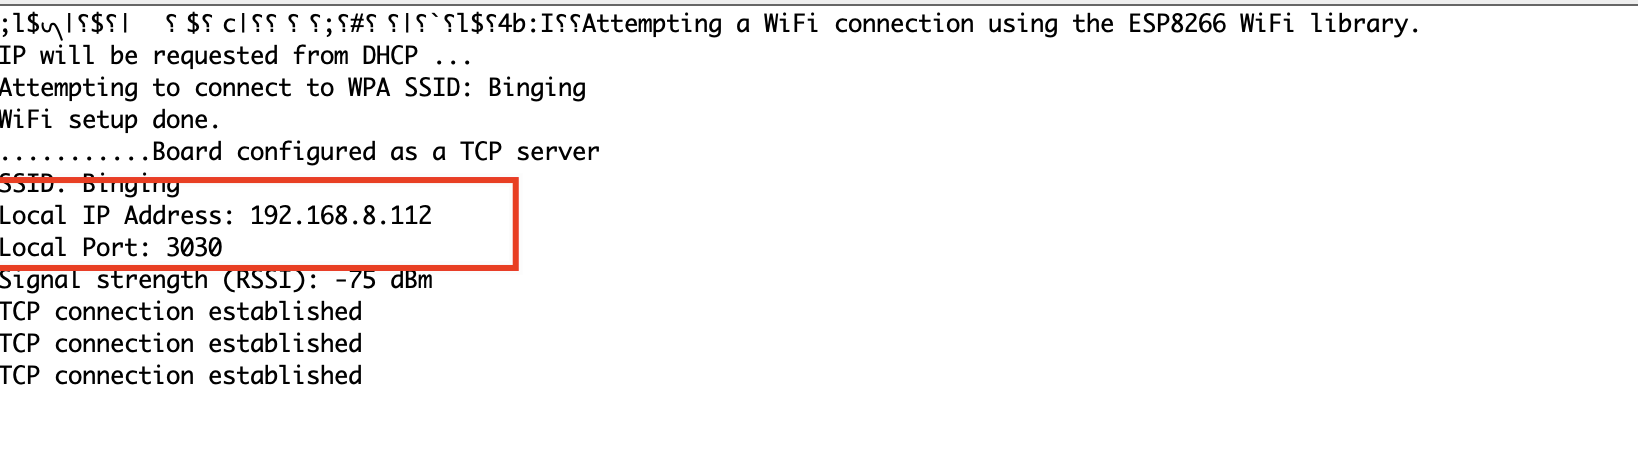 ;l$ % |⸮$⸮| ⸮ $⸮ c|⸮⸮ ⸮ ⸮;⸮#⸮ ⸮|⸮`⸮l$⸮4b:I⸮⸮Attempting a WiFi connection using the ESP8266 WiFi library.
IP will be requested from DHCP ...
Attempting to connect to WPA SSID: Binging
WiFi setup done.
...........Board configured as a TCP server
SSID: Binging
Local IP Address: 192.168.8.112
Local Port: 3030
Signal strength (RSSI): -75 dBm
TCP connection established
TCP connection established
TCP connection established